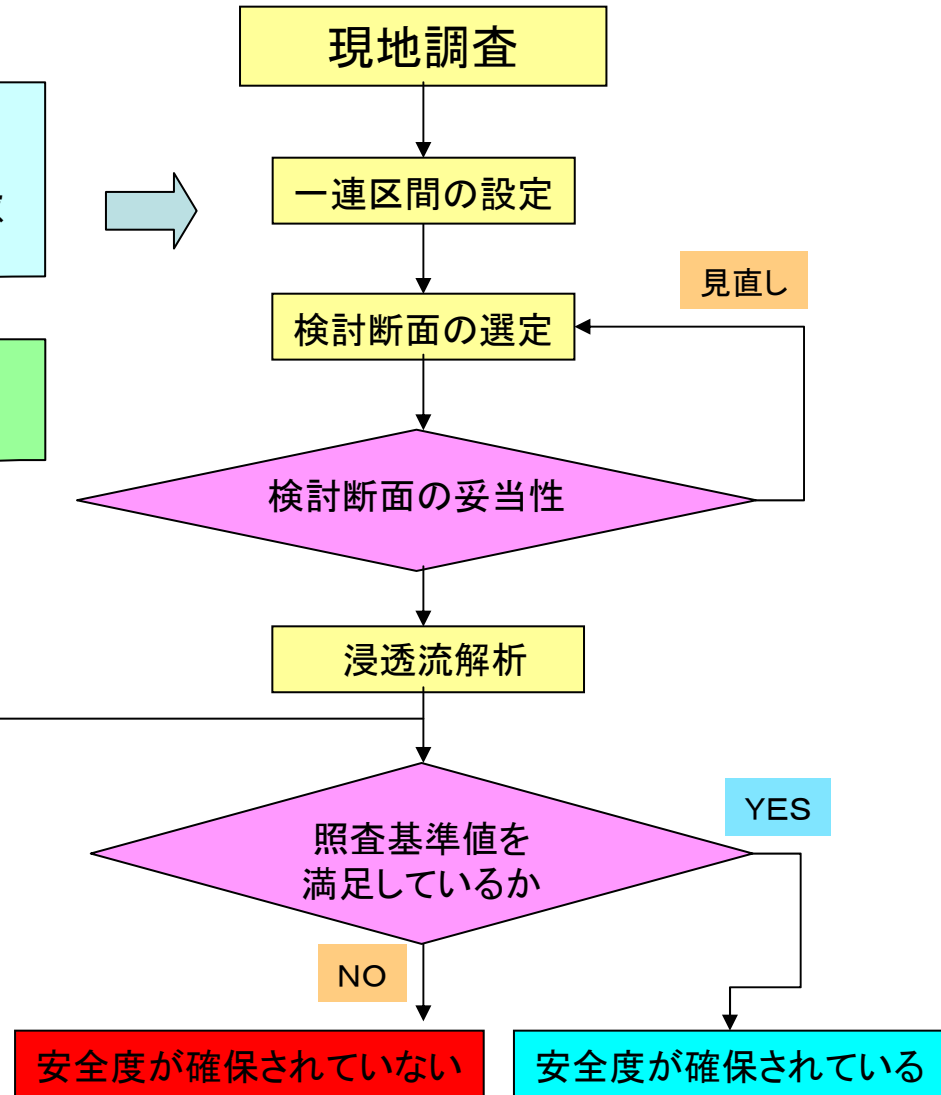 現地調査
一連区間の設定
見直し
検討断面の選定
検討断面の妥当性
浸透流解析
照査基準値を
満足しているか
YES
NO
安全度が確保されていない
安全度が確保されている